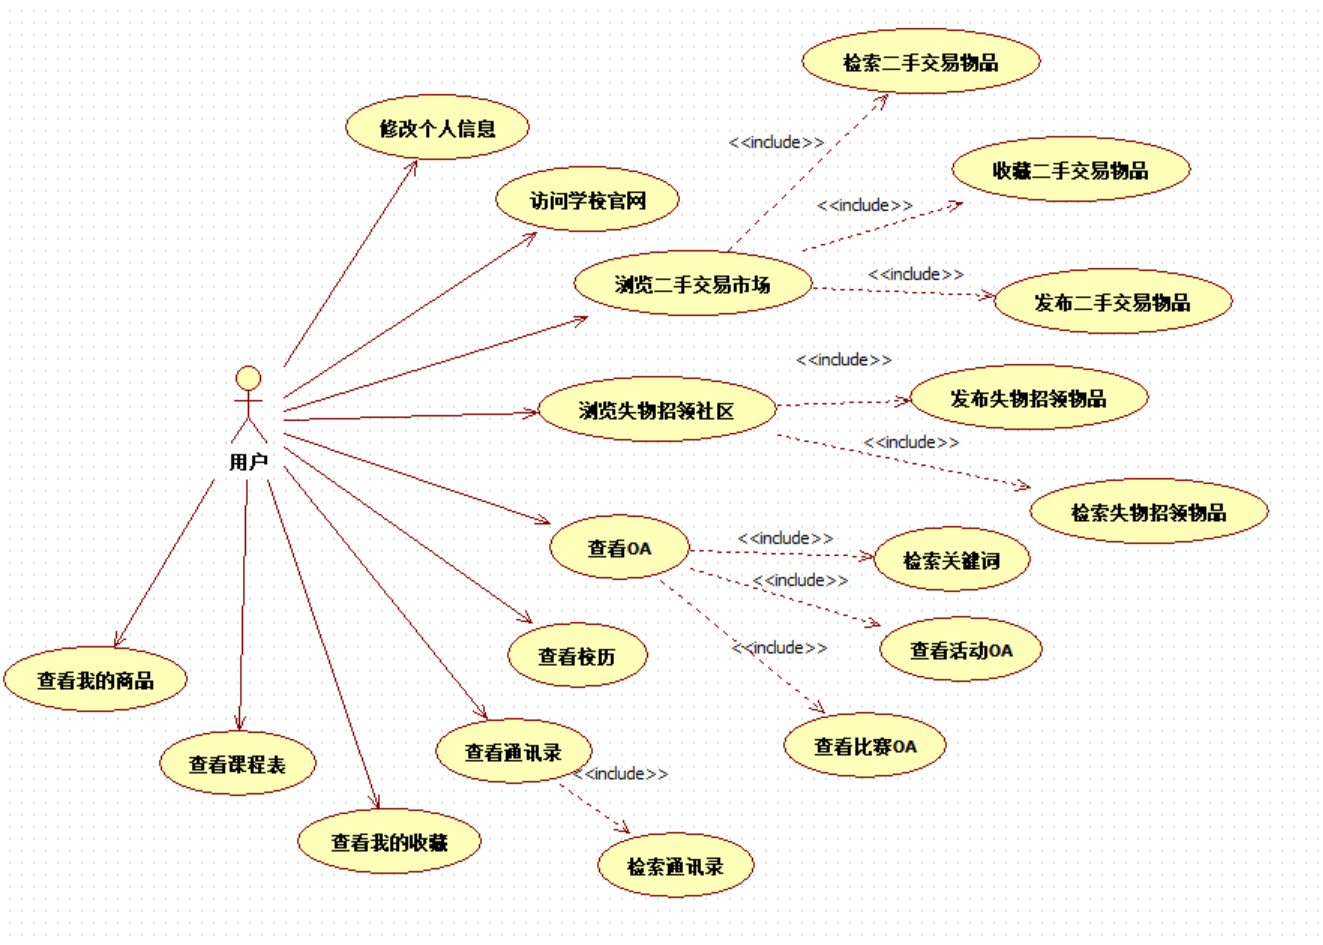 检索二手交易物品
修改个人信息
<<include>>
收藏二手交易物品
访问学校官网
<<include>>
<<include>>
浏览二手交易市场
发布二手交易物品
<<include>>
发布失物招领物品
浏览失物招领社区
<<include>>
用户
检索失物招领物品
<<include>>
查看OA
检索关键词
<<include>>
查看活动OA
<<include>>
查看校历
查看我的商品
查看比赛OA
查看通讯录
查看课程表
<<include>>
查看我的收藏
检索通讯录